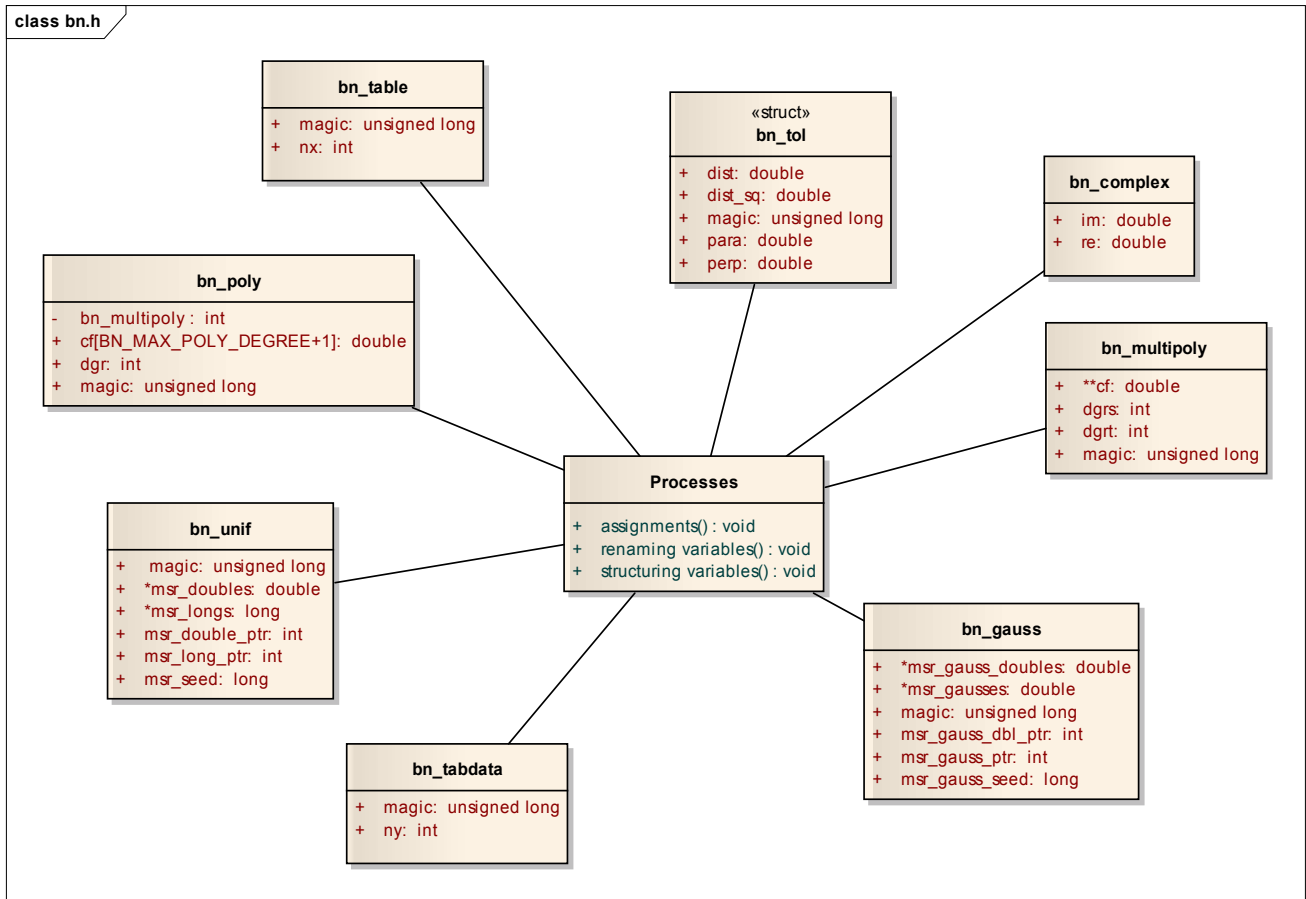 class bn.h
bn_table
+ magic: unsigned long
+ nx: int
«struct»
bn_tol
+ dist: double
+ dist_sq: double
+ magic: unsigned long
+ para: double
+ perp: double
bn_complex
+ im: double
+ re: double
bn_poly
- bn_multipoly : int
+ cf[BN_MAX_POLY_DEGREE+1]: double
+ dgr: int
+ magic: unsigned long
bn_multipoly
+ **cf: double
+ dgrs: int
+ dgrt: int
+ magic: unsigned long
Processes
+ assignments() : void
+ renaming variables() : void
+ structuring variables() : void
bn_unif
+ magic: unsigned long
+ *msr_doubles: double
+ *msr_longs: long
+ msr_double_ptr: int
+ msr_long_ptr: int
+ msr_seed: long
bn_gauss
+ *msr_gauss_doubles: double
+ *msr_gausses: double
+ magic: unsigned long
+ msr_gauss_dbl_ptr: int
+ msr_gauss_ptr: int
+ msr_gauss_seed: long
bn_tabdata
+ magic: unsigned long
+ ny: int